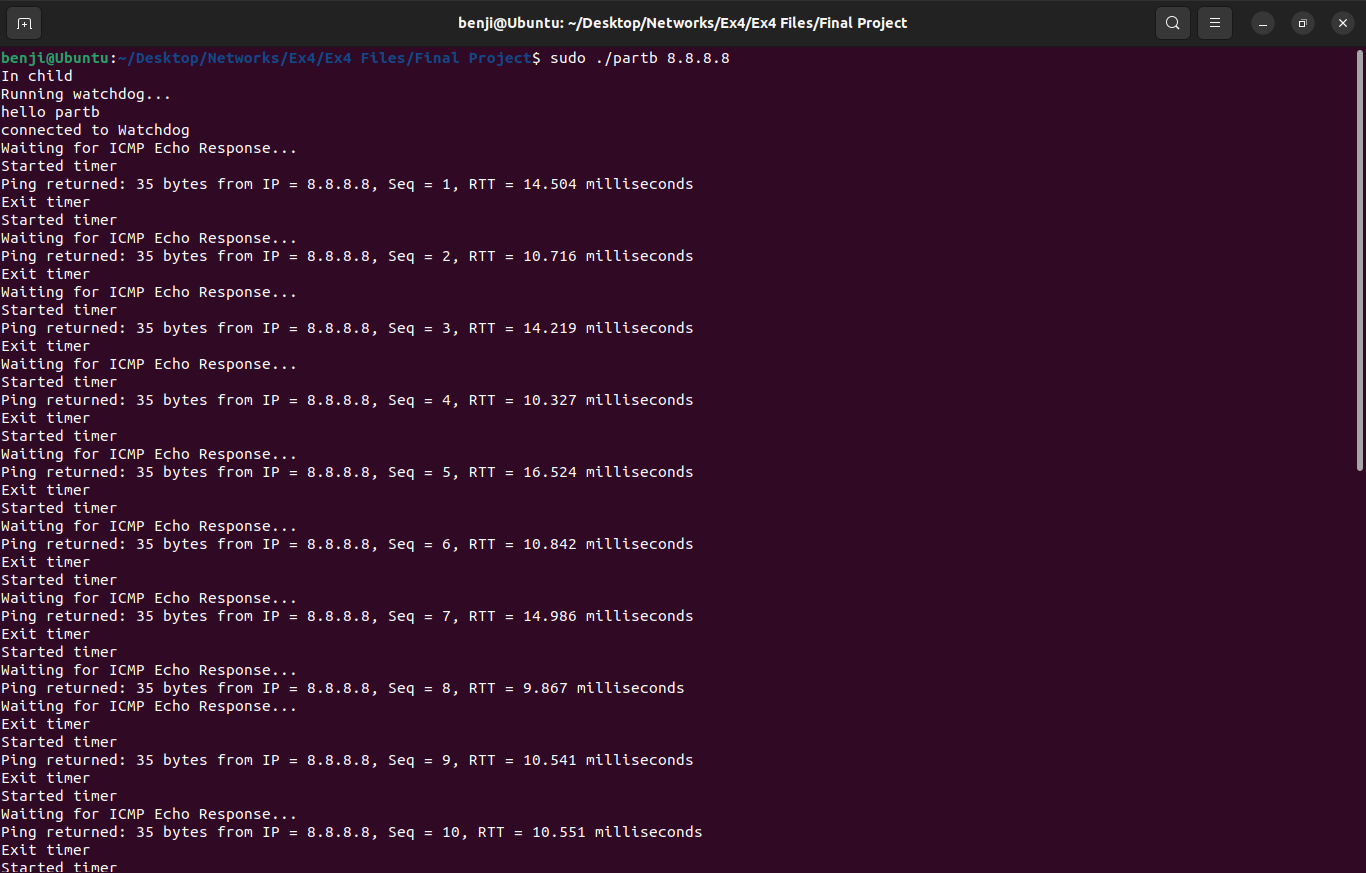 benji@Ubuntu: ~/Desktop/Networks/Ex4/Ex4 Files/Final Project
benji@Ubuntu:~/Desktop/Networks/Ex4/Ex4 Files/Final Project$ sudo ./partb 8.8.8.8
In child
Running watchdog...
hello partb
connected to Watchdog
Waiting for ICMP Echo Response...
Started timer
Ping returned: 35 bytes from IP = 8.8.8.8, Seq = 1, RTT = 14.504 milliseconds
Exit timer
Started timer
Waiting for ICMP Echo Response...
Ping returned: 35 bytes from IP = 8.8.8.8, Seq = 2, RTT = 10.716 milliseconds
Exit timer
Waiting for ICMP Echo Response...
Started timer
Ping returned: 35 bytes from IP = 8.8.8.8, Seq = 3, RTT = 14.219 milliseconds
Exit timer
Waiting for ICMP Echo Response...
Started timer
Ping returned: 35 bytes from IP = 8.8.8.8, Seq = 4, RTT = 10.327 milliseconds
Exit timer
Started timer
Waiting for ICMP Echo Response...
Ping returned: 35 bytes from IP = 8.8.8.8, Seq = 5, RTT = 16.524 milliseconds
Exit timer
Started timer
Waiting for ICMP Echo Response...
Ping returned: 35 bytes from IP = 8.8.8.8, Seq = 6, RTT = 10.842 milliseconds
Exit timer
Started timer
Waiting for ICMP Echo Response...
Ping returned: 35 bytes from IP = 8.8.8.8, Seq = 7, RTT = 14.986 milliseconds
Exit timer
Started timer
Waiting for ICMP Echo Response...
Ping returned: 35 bytes from IP = 8.8.8.8, Seq = 8, RTT = 9.867 milliseconds
Waiting for ICMP Echo Response...
Exit timer
Started timer
Ping returned: 35 bytes from IP = 8.8.8.8, Seq = 9, RTT = 10.541 milliseconds
Exit timer
Started timer
Waiting for ICMP Echo Response...
Ping returned: 35 bytes from IP = 8.8.8.8, Seq = 10, RTT = 10.551 milliseconds
Exit timer
Started timer